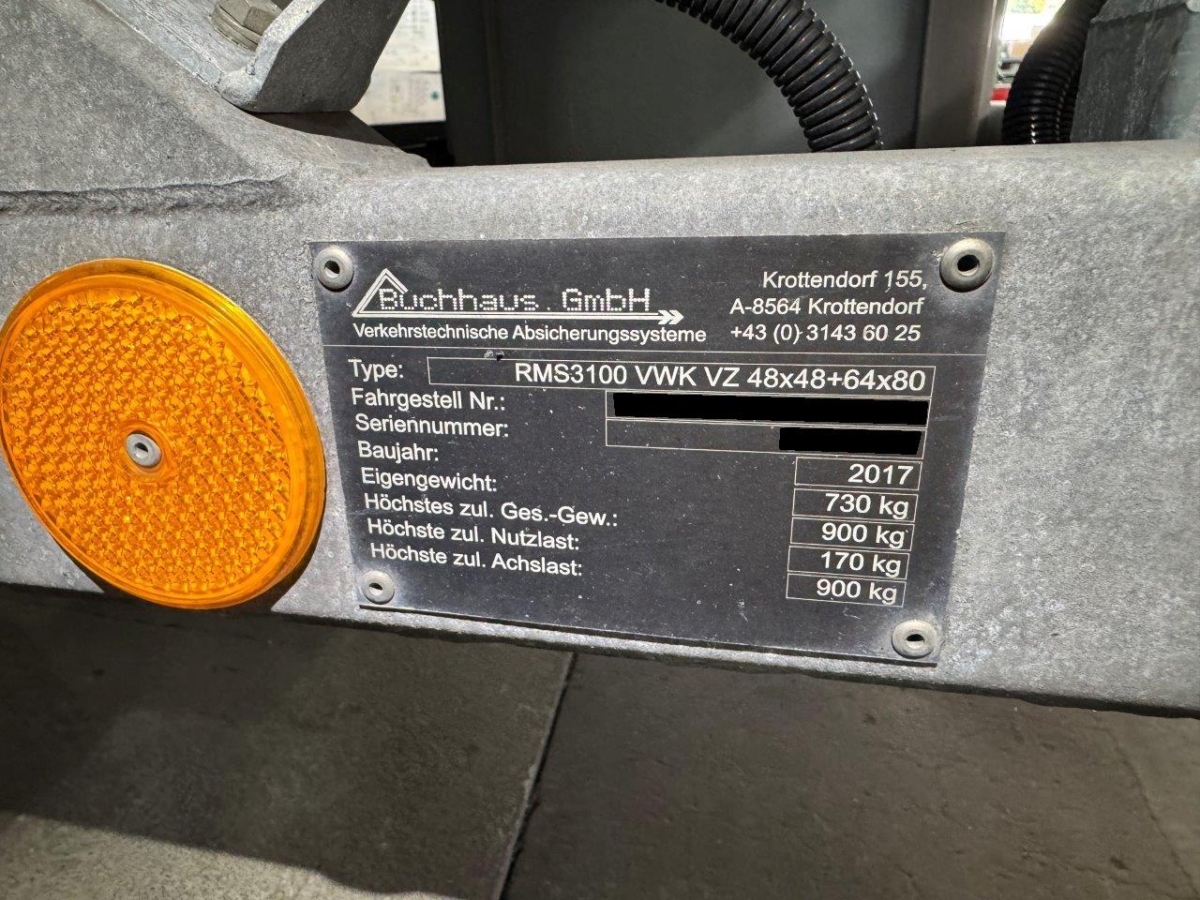 Buchhaus GmbH
Verkehrstechnische Absicherungssysteme
Krottendorf 155,
A-8564 Krottendorf
+43 (0) 3143 60 25
Type: RMS3100 VWK VZ 48x48+64x80
Fahrgestell Nr.:
Seriennummer:
Baujahr: 2017
Eigengewicht: 730 kg
Höchstes zul. Ges.-Gew.: 900 kg
Höchste zul. Nutzlast: 170 kg
Höchste zul. Achslast: 900 kg